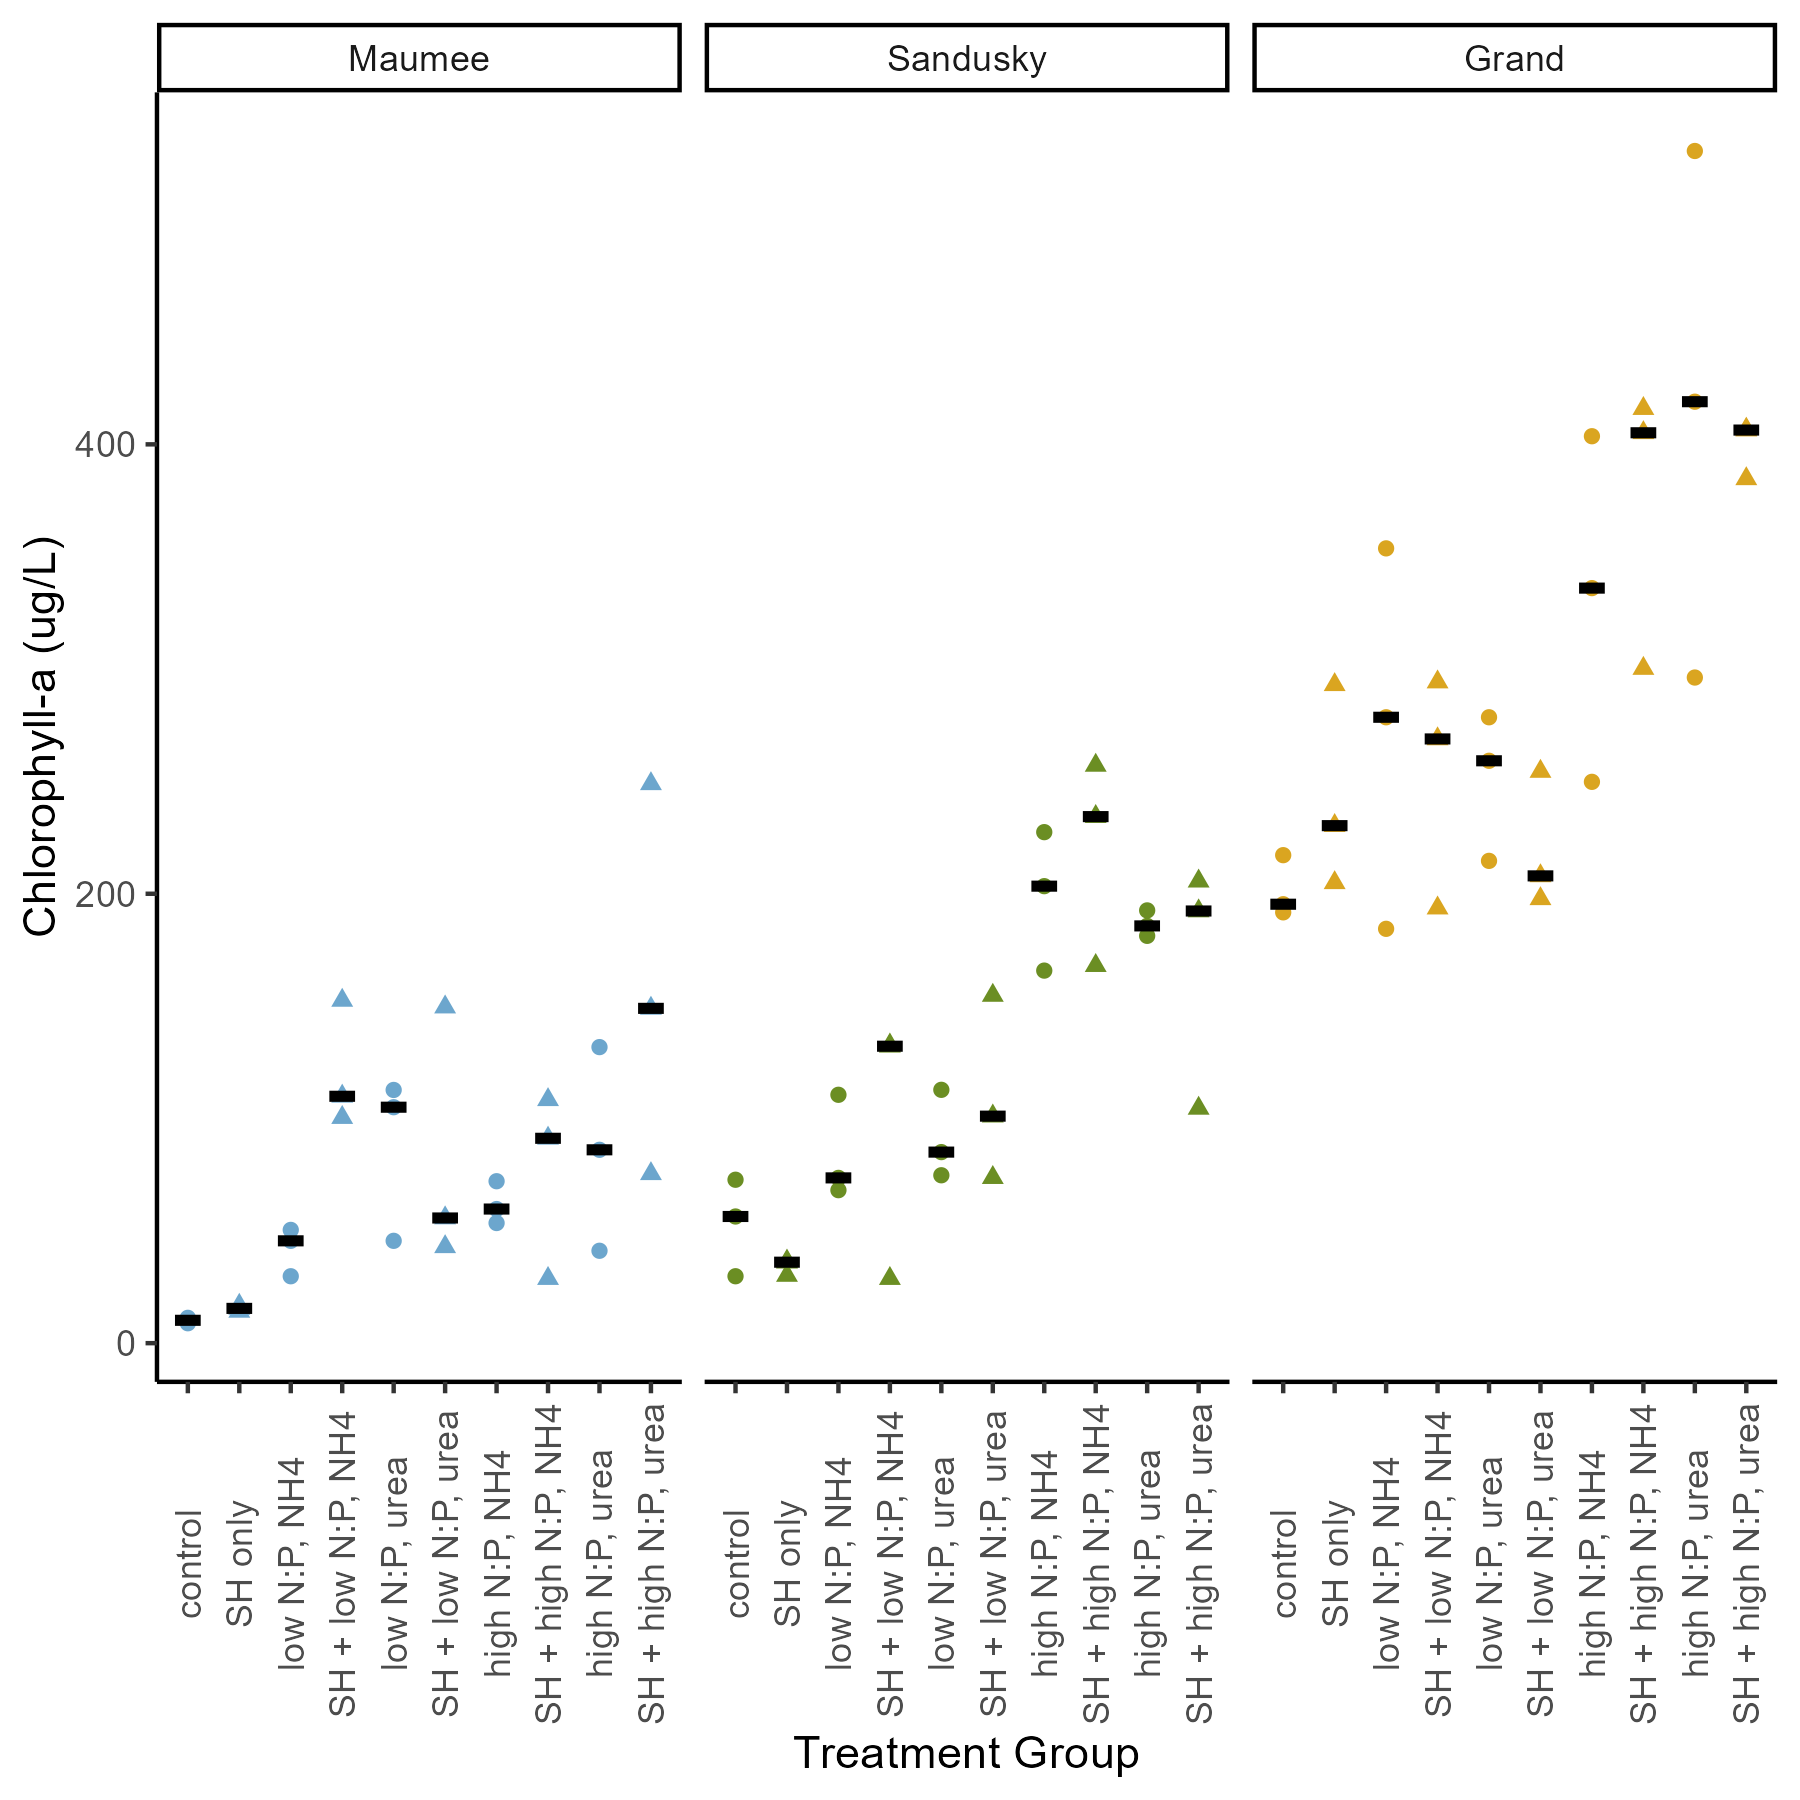 Maumee
Sandusky
Grand
Chlorophyll-a (ug/L)
400
200
0
control
SH only
low N:P, NH4
SH + low N:P, NH4
low N:P, urea
SH + low N:P, urea
high N:P, NH4
SH + high N:P, NH4
high N:P, urea
SH + high N:P, urea
control
SH only
low N:P, NH4
SH + low N:P, NH4
low N:P, urea
SH + low N:P, urea
high N:P, NH4
SH + high N:P, NH4
high N:P, urea
SH + high N:P, urea
control
SH only
low N:P, NH4
SH + low N:P, NH4
low N:P, urea
SH + low N:P, urea
high N:P, NH4
SH + high N:P, NH4
high N:P, urea
SH + high N:P, urea
Treatment Group